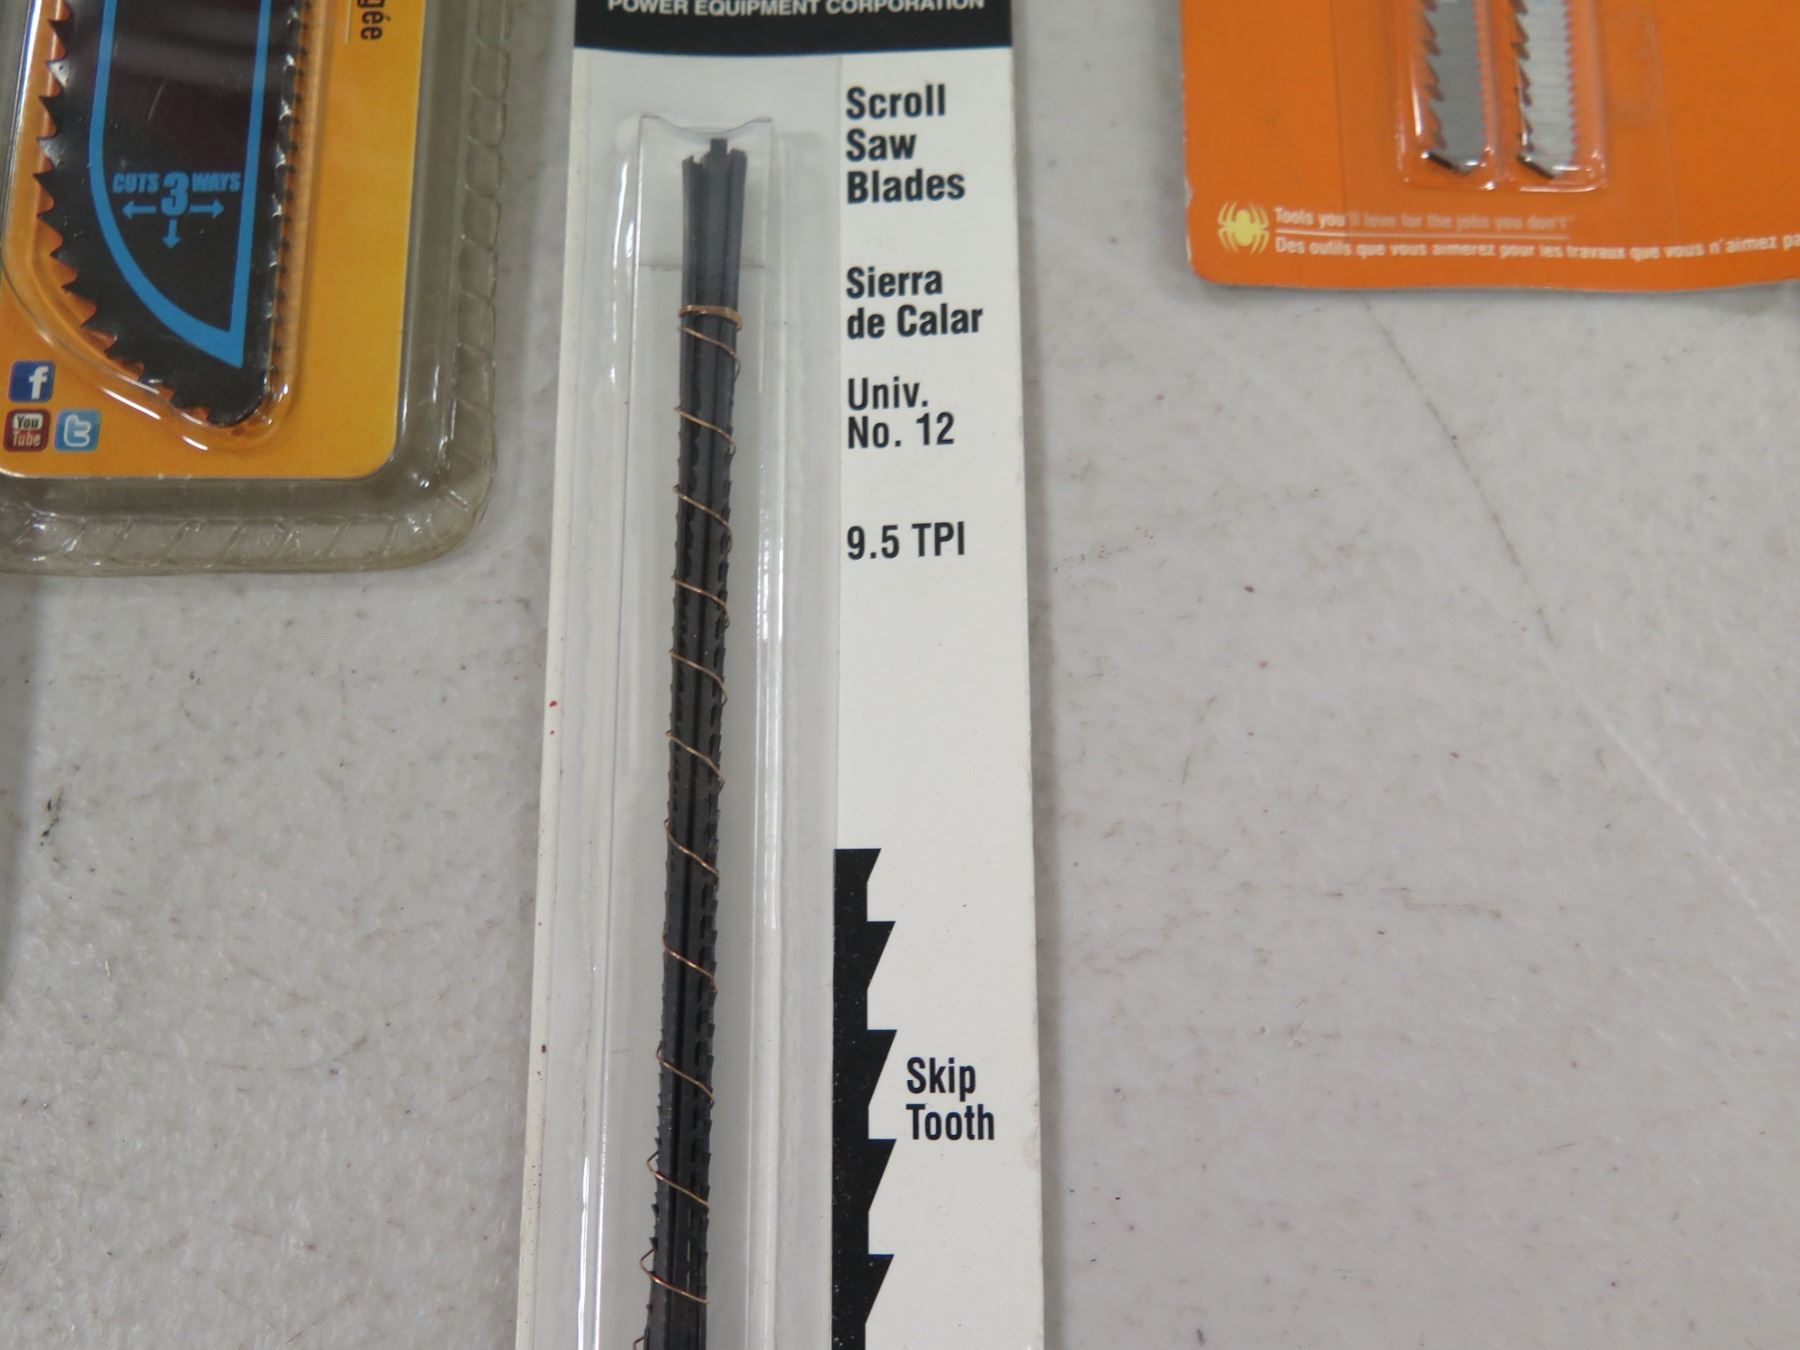 gée
CUTS 3 WAYS
f
You
Tube
t
POWER EQUIPMENT CORPORATION
Scroll
Saw
Blades
Sierra
de Calar
Univ.
No. 12
9.5 TPI
Skip
Tooth
Tools you'll love for the jobs you don't™
Des outils que vous aimerez pour les travaux que vous n'aimez pa